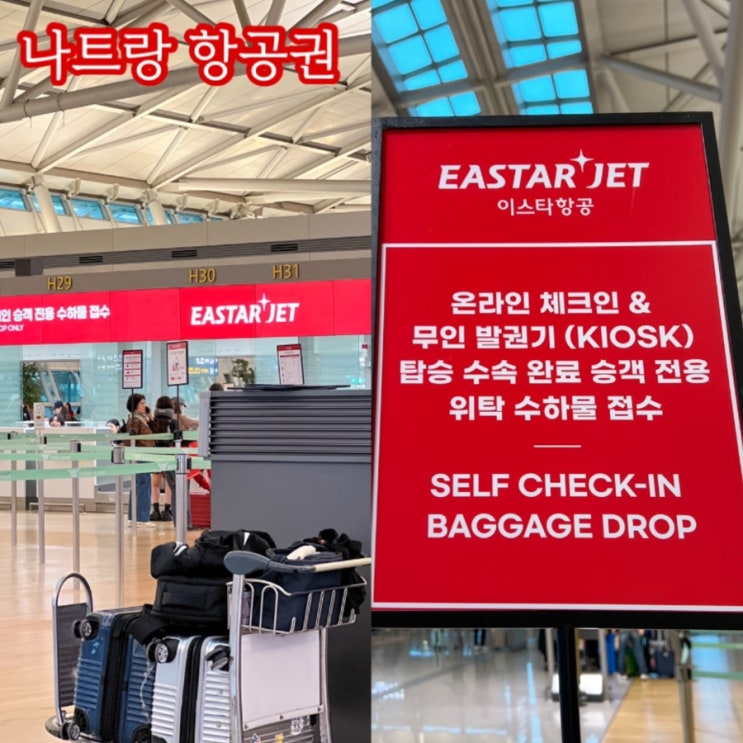 나트랑 항공권
H29
H30
H31
인 승객 전용 수하물 접수
OP ONLY
EASTAR JET
EASTAR JET
이스타항공
온라인 체크인 &
무인 발권기 (KIOSK)
탑승 수속 완료 승객 전용
위탁 수하물 접수
SELF CHECK-IN
BAGGAGE DROP